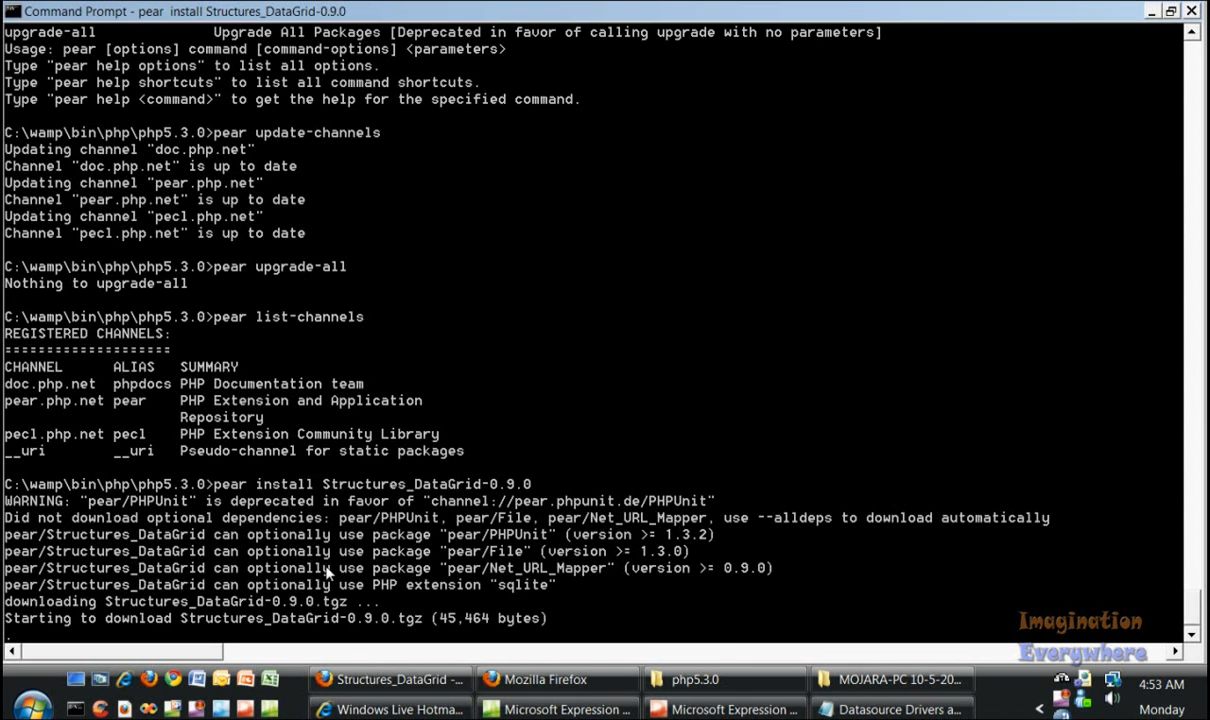 Command Prompt - pear  install Structures_DataGrid-0.9.0
upgrade-all            Upgrade All Packages [Deprecated in favor of calling upgrade with no parameters]
Usage: pear [options] command [command-options] <parameters>
Type "pear help options" to list all options.
Type "pear help shortcuts" to list all command shortcuts.
Type "pear help <command>" to get the help for the specified command.
C:\wamp\bin\php\php5.3.0>pear update-channels
Updating channel "doc.php.net"
Channel "doc.php.net" is up to date
Updating channel "pear.php.net"
Channel "pear.php.net" is up to date
Updating channel "pecl.php.net"
Channel "pecl.php.net" is up to date
C:\wamp\bin\php\php5.3.0>pear upgrade-all
Nothing to upgrade-all
C:\wamp\bin\php\php5.3.0>pear list-channels
REGISTERED CHANNELS:
====================
CHANNEL      ALIAS   SUMMARY
doc.php.net  phpdocs PHP Documentation team
pear.php.net pear    PHP Extension and Application
Repository
pecl.php.net pecl    PHP Extension Community Library
__uri        __uri   Pseudo-channel for static packages
C:\wamp\bin\php\php5.3.0>pear install Structures_DataGrid-0.9.0
WARNING: "pear/PHPUnit" is deprecated in favor of "channel://pear.phpunit.de/PHPUnit"
Did not download optional dependencies: pear/PHPUnit, pear/File, pear/Net_URL_Mapper, use --alldeps to download automatically
pear/Structures_DataGrid can optionally use package "pear/PHPUnit" (version >= 1.3.2)
pear/Structures_DataGrid can optionally use package "pear/File" (version >= 1.3.0)
pear/Structures_DataGrid can optionally use package "pear/Net_URL_Mapper" (version >= 0.9.0)
pear/Structures_DataGrid can optionally use PHP extension "sqlite"
downloading Structures_DataGrid-0.9.0.tgz ...
Starting to download Structures_DataGrid-0.9.0.tgz (45,464 bytes)
.
Imagination
Everywhere
Structures_DataGrid -... Mozilla Firefox php5.3.0 MOJARA-PC 10-5-20... 4:53 AM
Windows Live Hotma... Microsoft Expression ... Microsoft Expression ... Datasource Drivers a... Monday